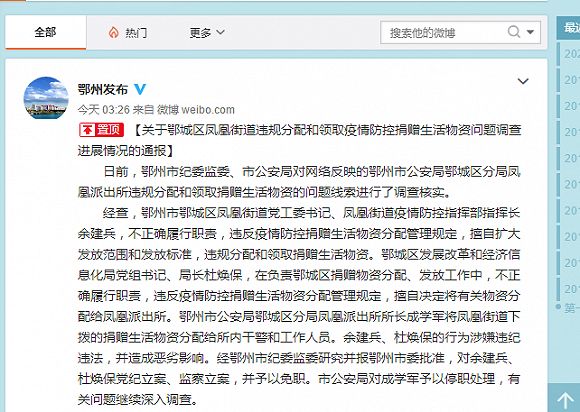 全部
热门
更多
搜索他的微博
最近
鄂州发布
今天 03:26 来自 微博 weibo.com
置顶 【关于鄂城区凤凰街道违规分配和领取疫情防控捐赠生活物资问题调查
进展情况的通报】
日前，鄂州市纪委监委、市公安局对网络反映的鄂州市公安局鄂城区分局凤
凰派出所违规分配和领取捐赠生活物资的问题线索进行了调查核实。
经查，鄂州市鄂城区凤凰街道党工委书记、凤凰街道疫情防控指挥部指挥长
余建兵，不正确履行职责，违反疫情防控捐赠生活物资分配管理规定，擅自扩大
发放范围和发放标准，违规分配和领取捐赠生活物资。鄂城区发展改革和经济信
息化局党组书记、局长杜焕保，在负责鄂城区捐赠物资分配、发放工作中，不正
确履行职责，违反疫情防控捐赠生活物资分配管理规定，擅自决定将有关物资分
配给凤凰派出所。鄂州市公安局鄂城区分局凤凰派出所所长成学军将凤凰街道下
拨的捐赠生活物资分配给所内干警和工作人员。余建兵、杜焕保的行为涉嫌违纪
违法，并造成恶劣影响。经鄂州市纪委监委研究并报鄂州市委批准，对余建兵、
杜焕保党纪立案、监察立案，并予以免职。市公安局对成学军予以停职处理，有
关问题继续深入调查。